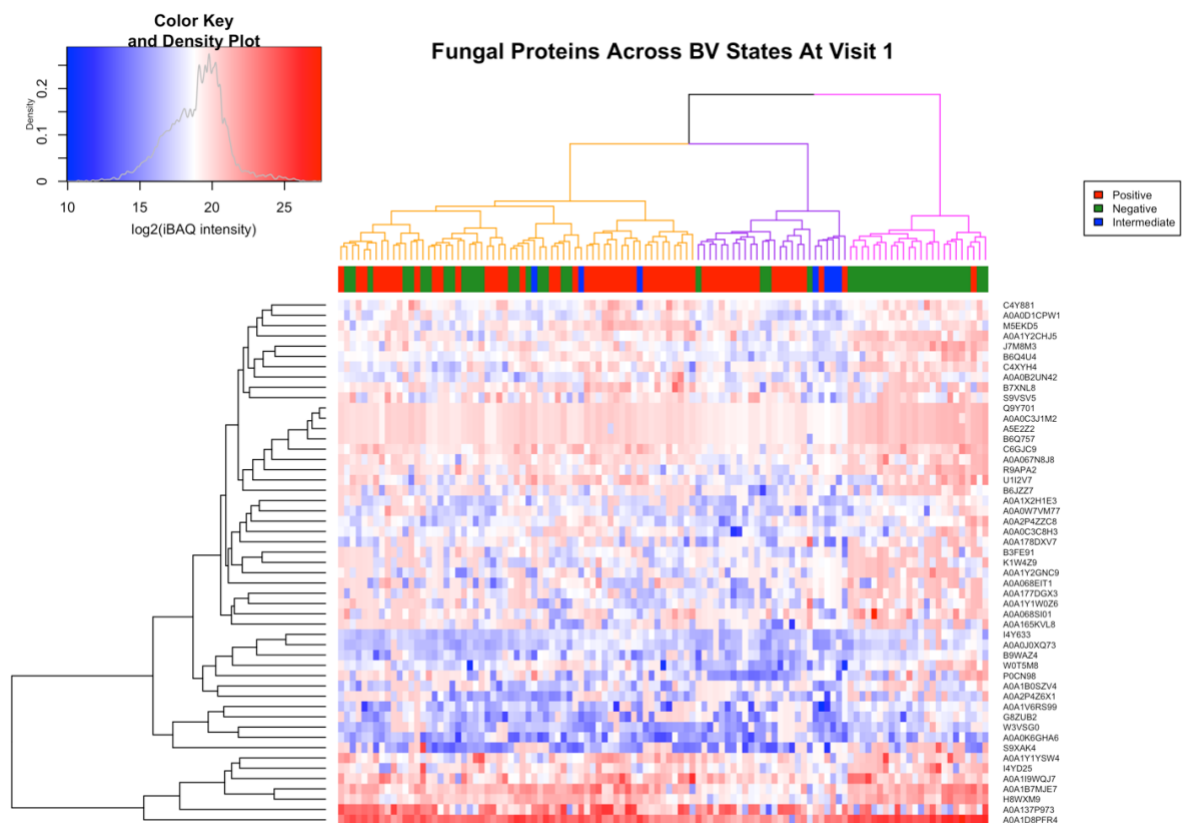 Color Key
and Density Plot
Density
0 0.1 0.2
10 15 20 25
log2(iBAQ intensity)
Fungal Proteins Across BV States At Visit 1
Positive
Negative
Intermediate
C4Y881
A0A0D1CPW1
M5EKD5
A0A1Y2CHJ5
J7M8M3
B6Q4U4
C4XYH4
A0A0B2UN42
B7XNL8
S9VSV5
Q9Y701
A0A0C3J1M2
A5E2Z2
B6Q757
C6GJC9
A0A067N8J8
R9APA2
U1I2V7
B6JZZ7
A0A1X2H1E3
A0A0W7VM77
A0A2P4ZZC8
A0A0C3C8H3
A0A178DXV7
B3FE91
K1W4Z9
A0A1Y2GNC9
A0A068EIT1
A0A177DGX3
A0A1Y1W0Z6
A0A068SI01
A0A165KVL8
I4Y633
A0A0J0XQ73
B9WAZ4
W0T5M8
P0CN98
A0A1B0SZV4
A0A2P4Z6X1
A0A1V6RS99
G8ZUB2
W3VSG0
A0A0K6GHA6
S9XAK4
A0A1Y1YSW4
I4YD25
A0A1I9WQJ7
A0A1B7MJE7
H8WXM9
A0A137P973
A0A1D8PFR4